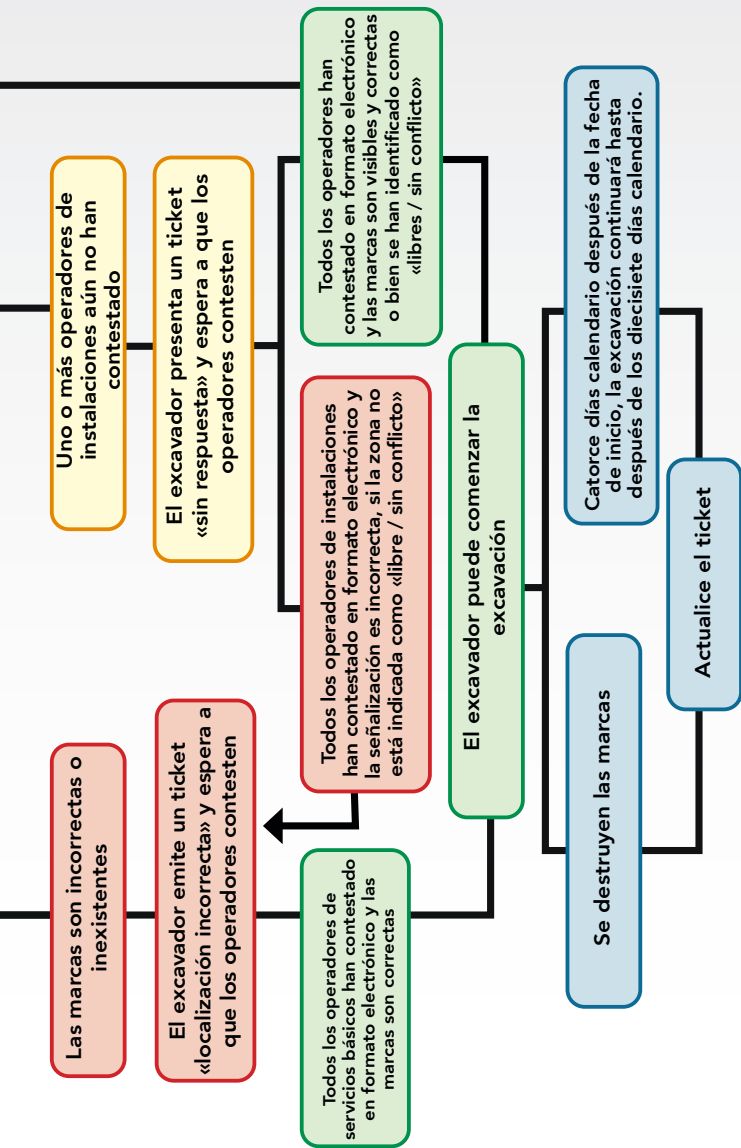 Las marcas son incorrectas o
inexistentes
Uno o más operadores de
instalaciones aún no han
contestado
El excavador emite un ticket
«localización incorrecta» y espera a
que los operadores contesten
El excavador presenta un ticket
«sin respuesta» y espera a que los
operadores contesten
Todos los operadores de
servicios básicos han contestado
en formato electrónico y las
marcas son correctas
Todos los operadores de instalaciones
han contestado en formato electrónico y
la señalización es incorrecta, si la zona no
está indicada como «libre / sin conflicto»
Todos los operadores han
contestado en formato electrónico
y las marcas son visibles y correctas
o bien se han identificado como
«libres / sin conflicto»
El excavador puede comenzar la
excavación
Se destruyen las marcas
Catorce días calendario después de la fecha
de inicio, la excavación continuará hasta
después de los diecisiete días calendario.
Actualice el ticket